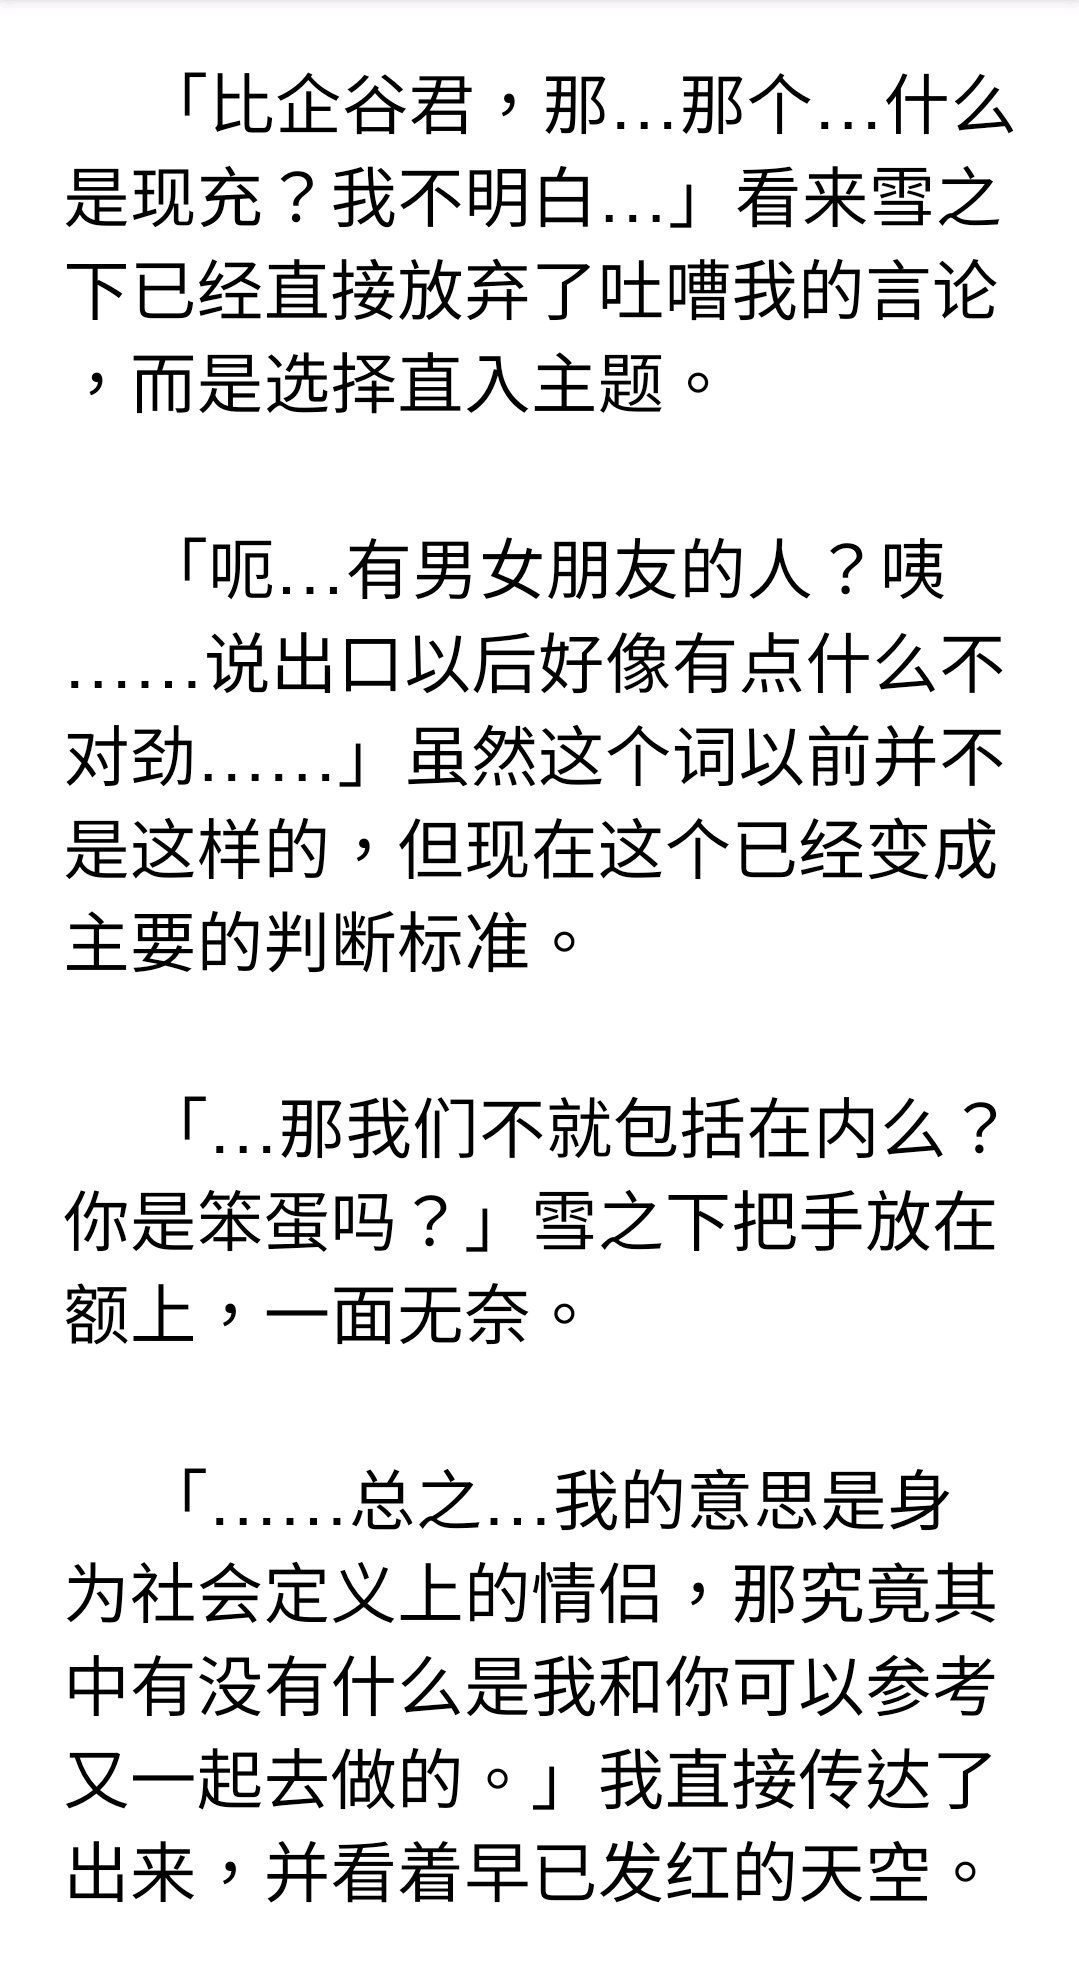 「比企谷君，那…那个…什么
是现充？我不明白…」看来雪之
下已经直接放弃了吐嘈我的言论
，而是选择直入主题。
「呃…有男女朋友的人？咦
……说出口以后好像有点什么不
对劲……」虽然这个词以前并不
是这样的，但现在这个已经变成
主要的判断标准。
「…那我们不就包括在内么？
你是笨蛋吗？」雪之下把手放在
额上，一面无奈。
「……总之…我的意思是身
为社会定义上的情侣，那究竟其
中有没有什么是我和你可以参考
又一起去做的。」我直接传达了
出来，并看着早已发红的天空。